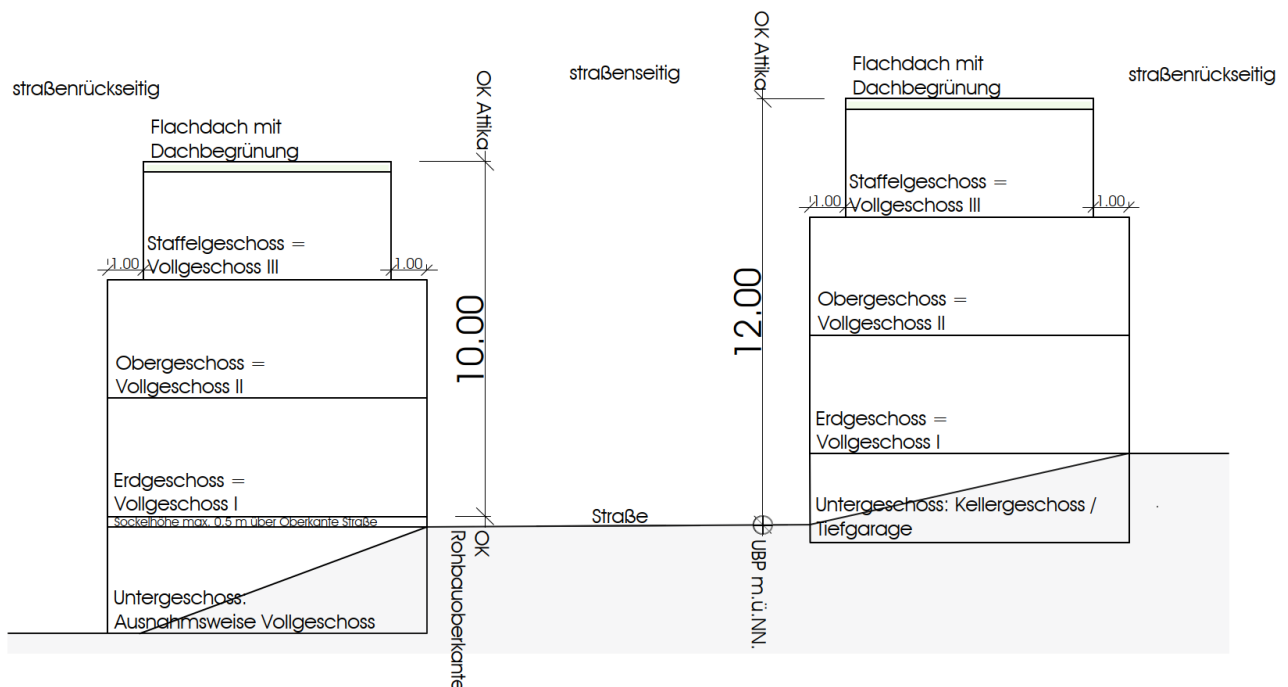 straßenrückseitig
Flachdach mit
Dachbegrünung
OK Attika
Staffelgeschoss =
Vollgeschoss III
1.00
1.00
10.00
Obergeschoss =
Vollgeschoss II
Erdgeschoss =
Vollgeschoss I
Sockelhöhe max. 0.5 m über Oberkante Straße
Untergeschoss:
Ausnahmsweise Vollgeschoss
OK
Rohbauoberkante
straßenseitig
Straße
OK Attika
12.00
UBP m.ü.NN.
Flachdach mit
Dachbegrünung
straßenrückseitig
Staffelgeschoss =
Vollgeschoss III
1.00
1.00
Obergeschoss =
Vollgeschoss II
Erdgeschoss =
Vollgeschoss I
Untergeschoss: Kellergeschoss /
Tiefgarage